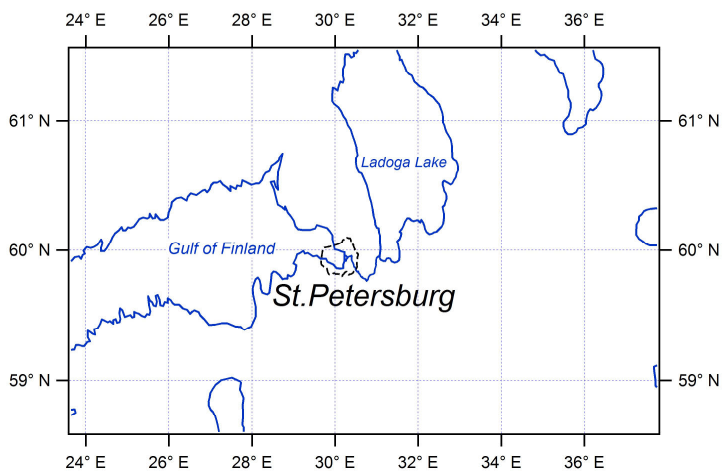 24° E 26° E 28° E 30° E 32° E 34° E 36° E
61° N 61° N
Ladoga Lake
60° N Gulf of Finland 60° N
St.Petersburg
59° N 59° N
24° E 26° E 28° E 30° E 32° E 34° E 36° E